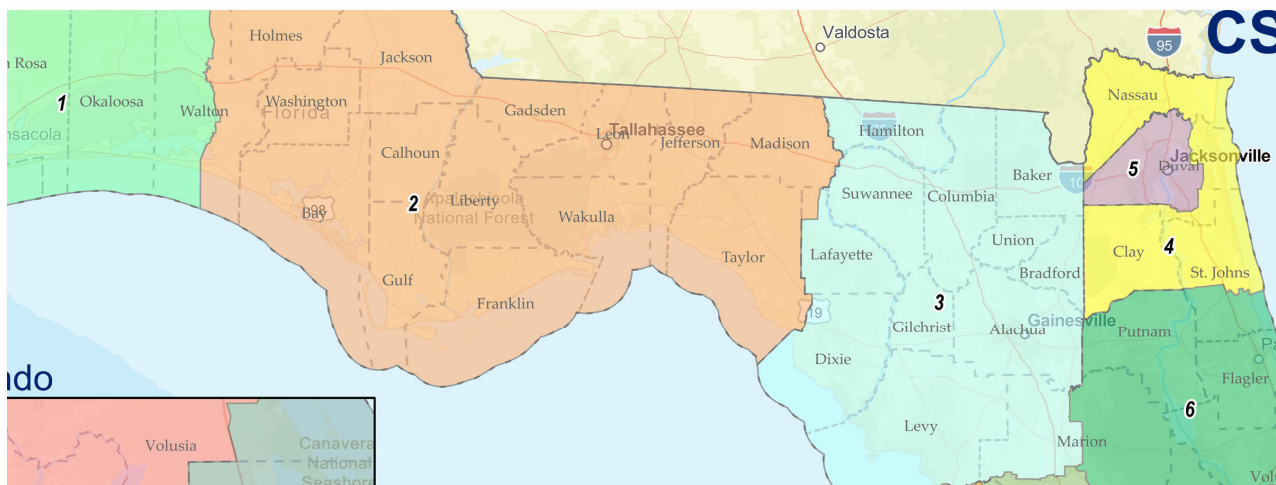 CS
95
Valdosta
Holmes
Jackson
n Rosa
1
Okaloosa
Walton
Washington
Florida
nsacola
Gadsden
Leon
Tallahassee
Jefferson
Madison
Hamilton
Nassau
5
Duval
Jacksonville
Calhoun
Baker
10
Suwannee
Columbia
2
Liberty
Apalachicola
National Forest
Bay
98
Wakulla
Union
Clay
4
Lafayette
Taylor
Bradford
St. Johns
Gulf
Franklin
3
19
Gilchrist
Alachua
Gainesville
Putnam
Pa
Dixie
Flagler
ndo
6
Levy
Marion
Volusia
Canavera
National
Seashore
Volu